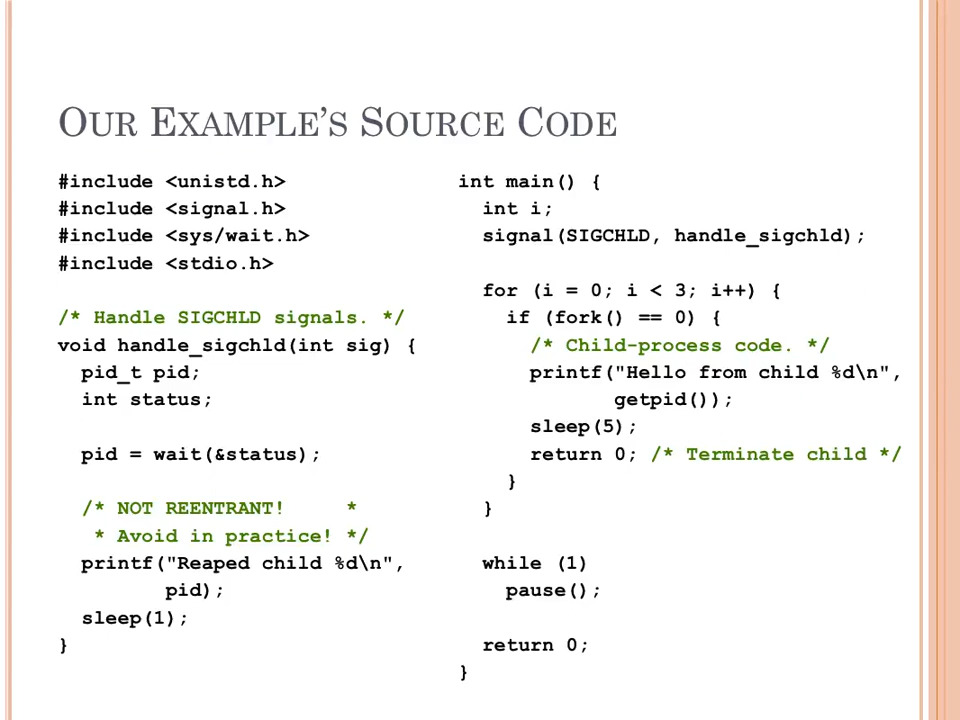 OUR EXAMPLE'S SOURCE CODE
#include <unistd.h>
#include <signal.h>
#include <sys/wait.h>
#include <stdio.h>

/* Handle SIGCHLD signals. */
void handle_sigchld(int sig) {
  pid_t pid;
  int status;

  pid = wait(&status);

  /* NOT REENTRANT!     *
   * Avoid in practice! */
  printf("Reaped child %d\n",
         pid);
  sleep(1);
}
int main() {
  int i;
  signal(SIGCHLD, handle_sigchld);

  for (i = 0; i < 3; i++) {
    if (fork() == 0) {
      /* Child-process code. */
      printf("Hello from child %d\n",
             getpid());
      sleep(5);
      return 0; /* Terminate child */
    }
  }

  while (1)
    pause();

  return 0;
}